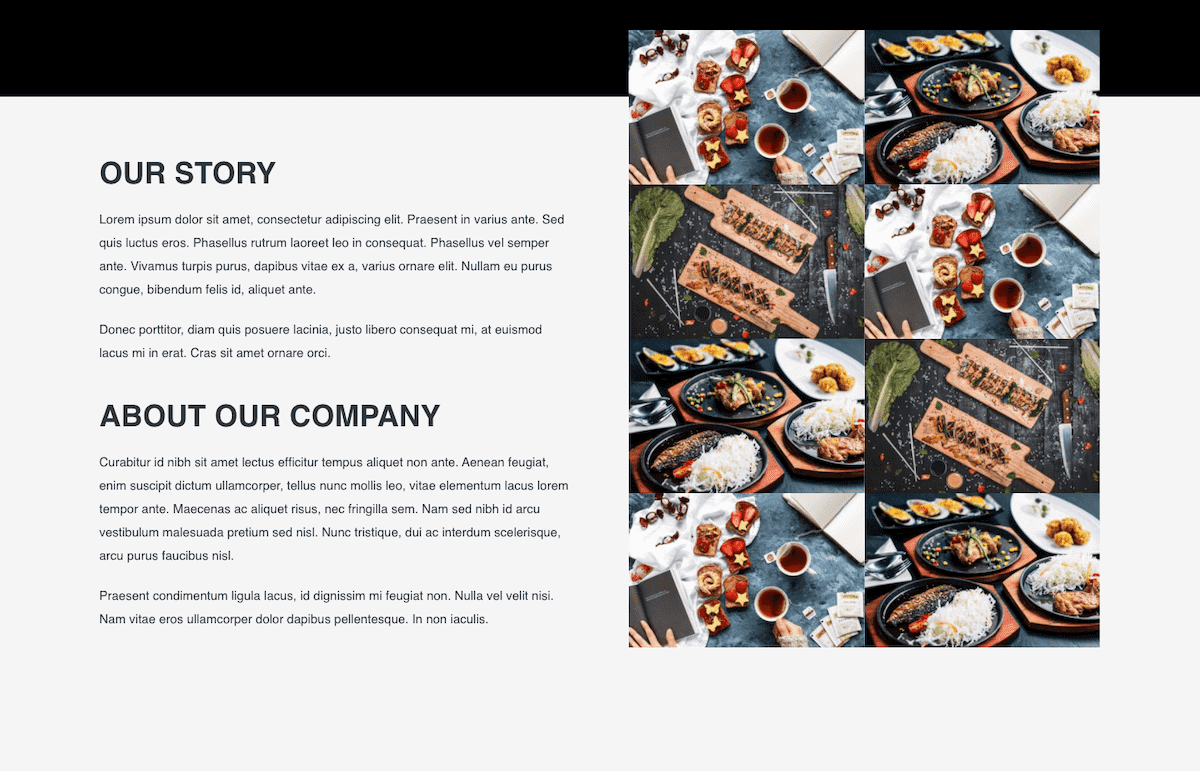 OUR STORY
Lorem ipsum dolor sit amet, consectetur adipiscing elit. Praesent in varius ante. Sed
quis luctus eros. Phasellus rutrum laoreet leo in consequat. Phasellus vel semper
ante. Vivamus turpis purus, dapibus vitae ex a, varius ornare elit. Nullam eu purus
congue, bibendum felis id, aliquet ante.
Donec porttitor, diam quis posuere lacinia, justo libero consequat mi, at euismod
lacus mi in erat. Cras sit amet ornare orci.
ABOUT OUR COMPANY
Curabitur id nibh sit amet lectus efficitur tempus aliquet non ante. Aenean feugiat,
enim suscipit dictum ullamcorper, tellus nunc mollis leo, vitae elementum lacus lorem
tempor ante. Maecenas ac aliquet risus, nec fringilla sem. Nam sed nibh id arcu
vestibulum malesuada pretium sed nisl. Nunc tristique, dui ac interdum scelerisque,
arcu purus faucibus nisl.
Praesent condimentum ligula lacus, id dignissim mi feugiat non. Nulla vel velit nisi.
Nam vitae eros ullamcorper dolor dapibus pellentesque. In non iaculis.